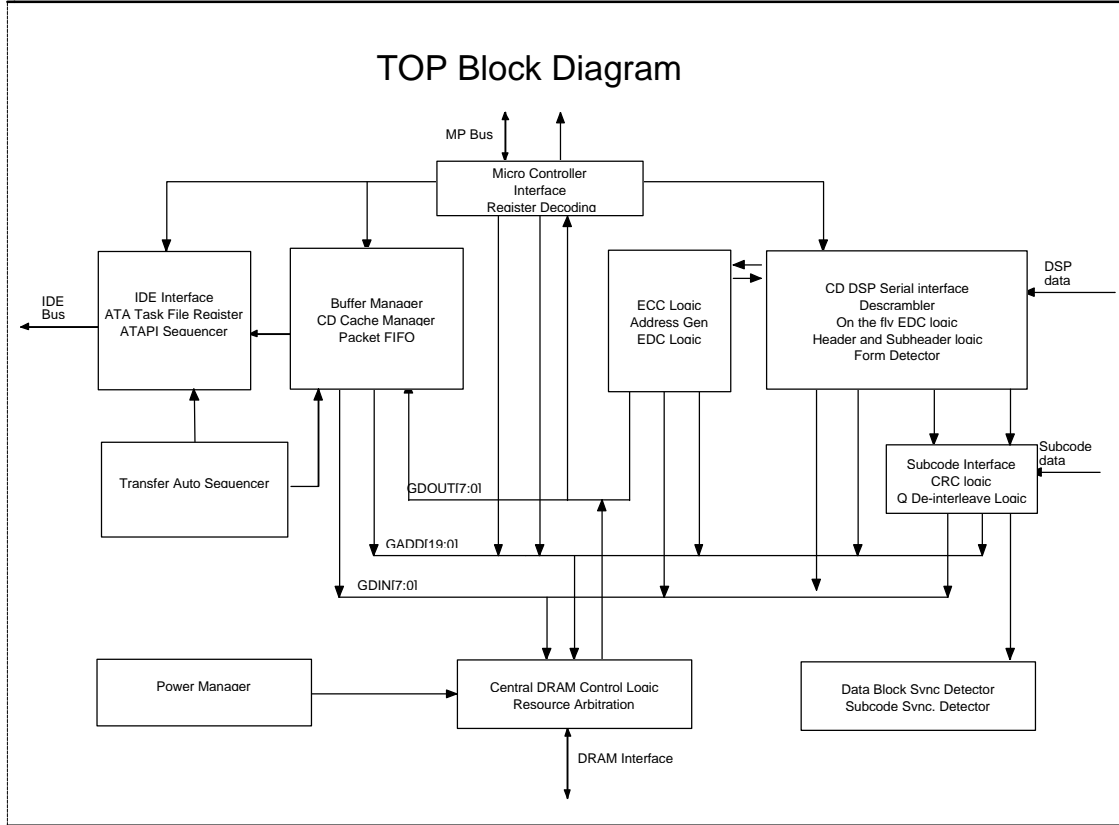 TOP Block Diagram
MP Bus
Micro Controller
Interface
Register Decoding
IDE
Bus
IDE Interface
ATA Task File Register
ATAPI Sequencer
Buffer Manager
CD Cache Manager
Packet FIFO
ECC Logic
Address Gen
EDC Logic
CD DSP Serial interface
Descrambler
On the fly EDC logic
Header and Subheader logic
Form Detector
DSP
data
Transfer Auto Sequencer
GDOUT[7:0]
Subcode Interface
CRC logic
Q De-interleave Logic
Subcode
data
GADD[19:0]
GDIN[7:0]
Power Manager
Central DRAM Control Logic
Resource Arbitration
Data Block Sync Detector
Subcode Sync. Detector
DRAM Interface